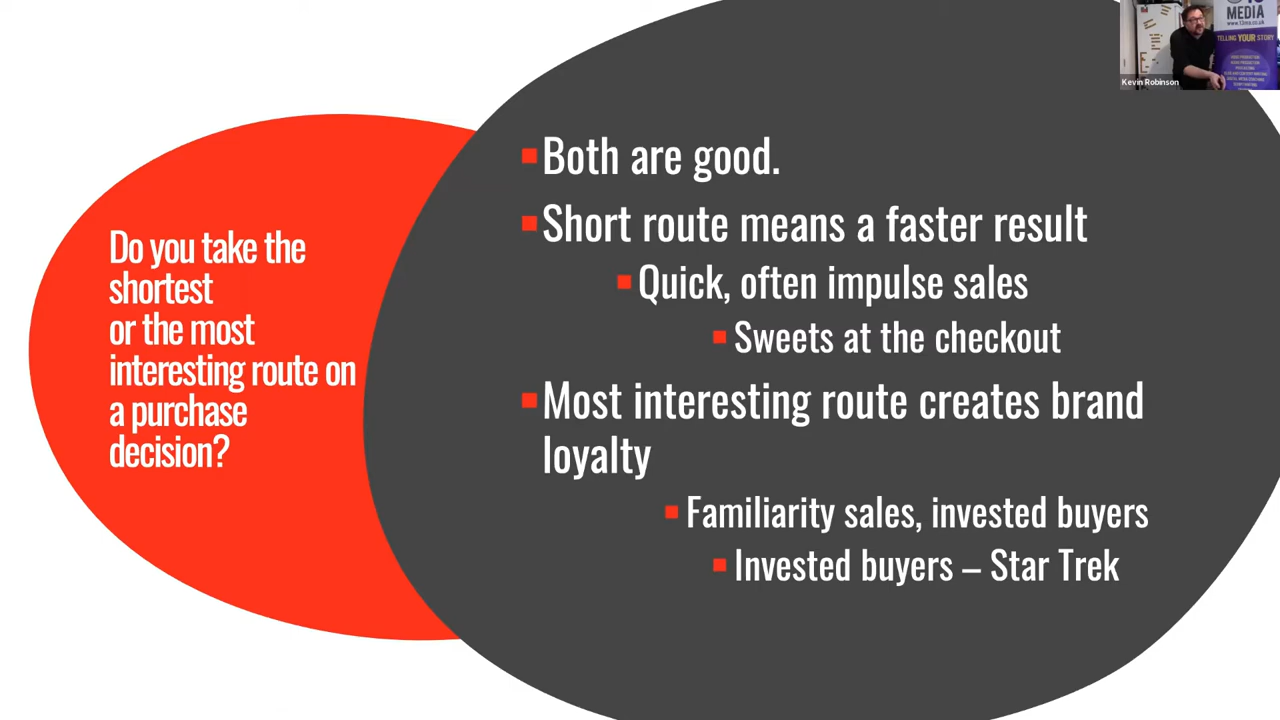 Do you take the
shortest
or the most
interesting route on
a purchase
decision?
Both are good.
Short route means a faster result
Quick, often impulse sales
Sweets at the checkout
Most interesting route creates brand
loyalty
Familiarity sales, invested buyers
Invested buyers – Star Trek
MEDIA
TELLING YOUR STORY
Kevin Robinson